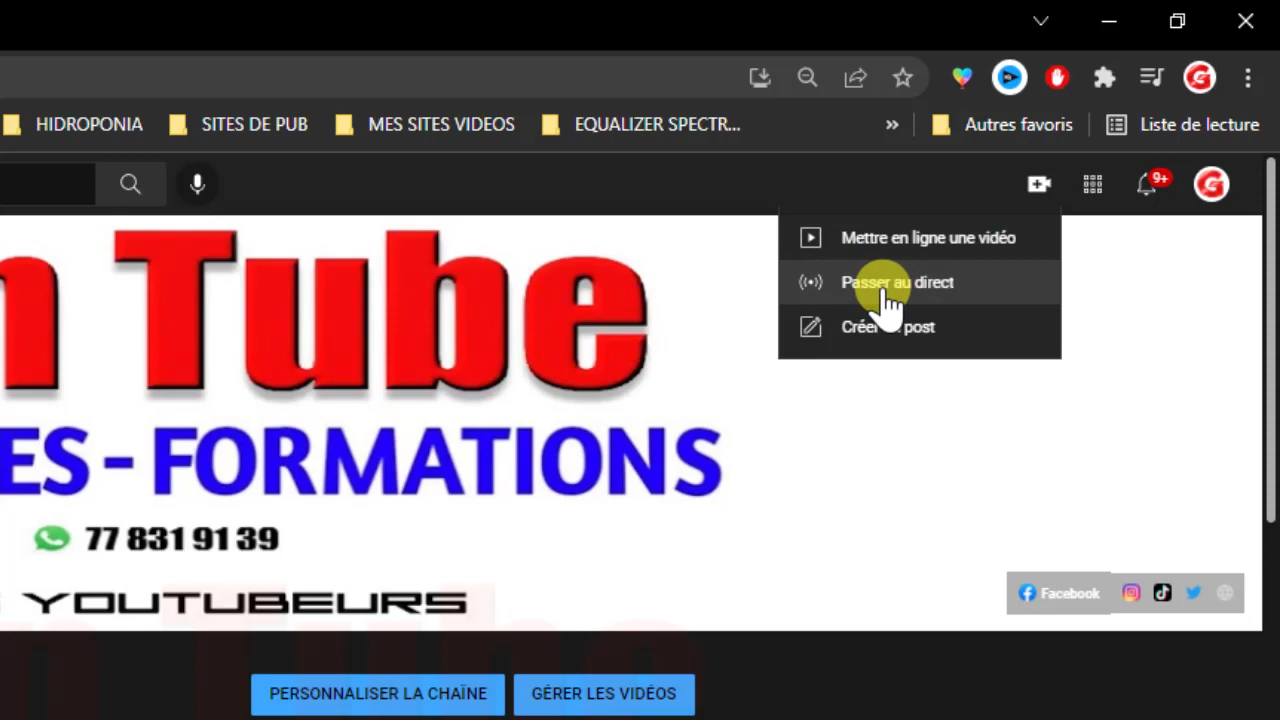 HIDROPONIA SITES DE PUB MES SITES VIDEOS EQUALIZER SPECTR... » Autres favoris Liste de lecture
9+
Mettre en ligne une vidéo
Passer au direct
Créer post
Tube
ES - FORMATIONS
77 831 91 39
YOUTUBEURS
Facebook
PERSONNALISER LA CHAÎNE GÉRER LES VIDÉOS